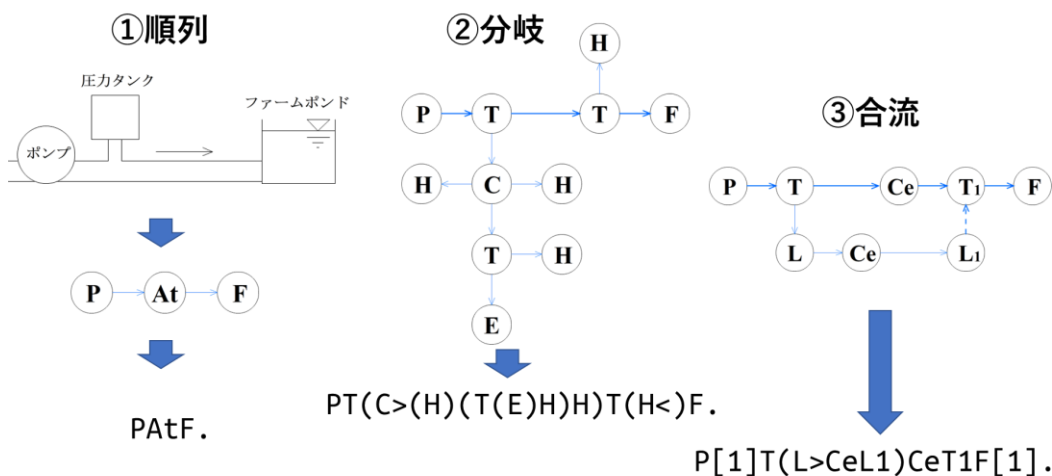 ①順列
圧力タンク
ファームポンド
ポンプ
P At F
PAtF.
②分岐
H
P T T F
H C H
T H
E
PT(C>(H)(T(E)H)H)T(H<)F.
③合流
P T Ce T1 F
L Ce L1
P[1]T(L>CeL1)CeT1F[1].